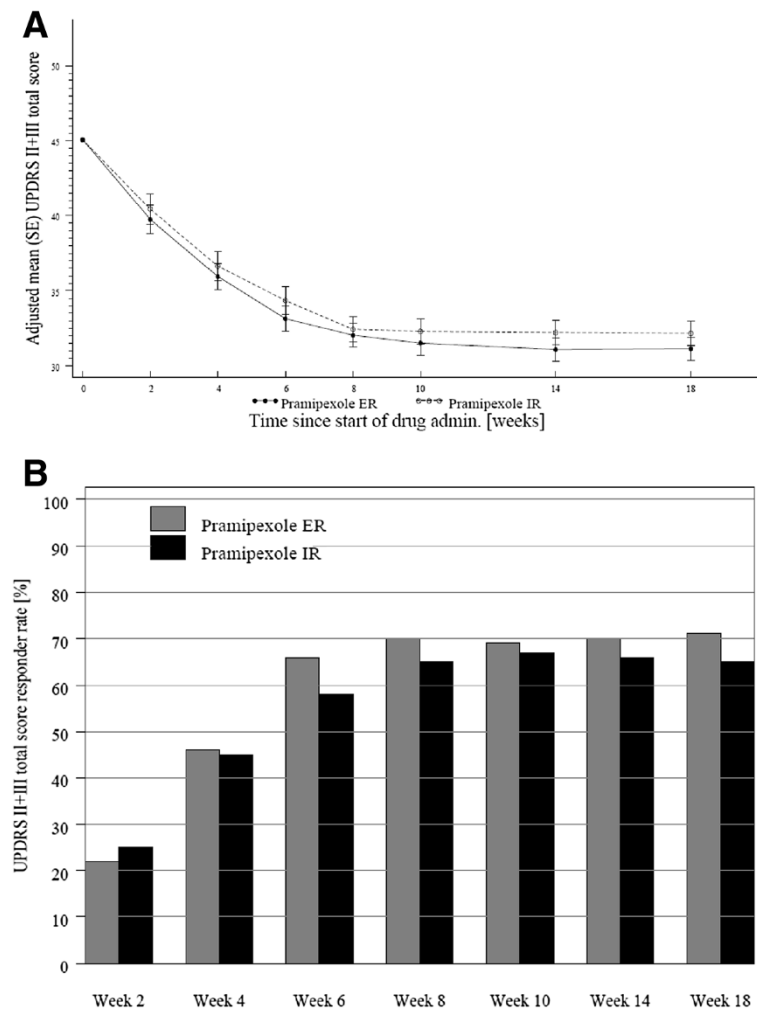 A
Adjusted mean (SE) UPDRS II+III total score
50
45
40
35
30
0 2 4 6 8 10 14 18
Pramipexole ER Pramipexole IR
Time since start of drug admin. [weeks]
B
UPDRS II+III total score responder rate [%]
100
90
80
70
60
50
40
30
20
10
0
Pramipexole ER
Pramipexole IR
Week 2 Week 4 Week 6 Week 8 Week 10 Week 14 Week 18